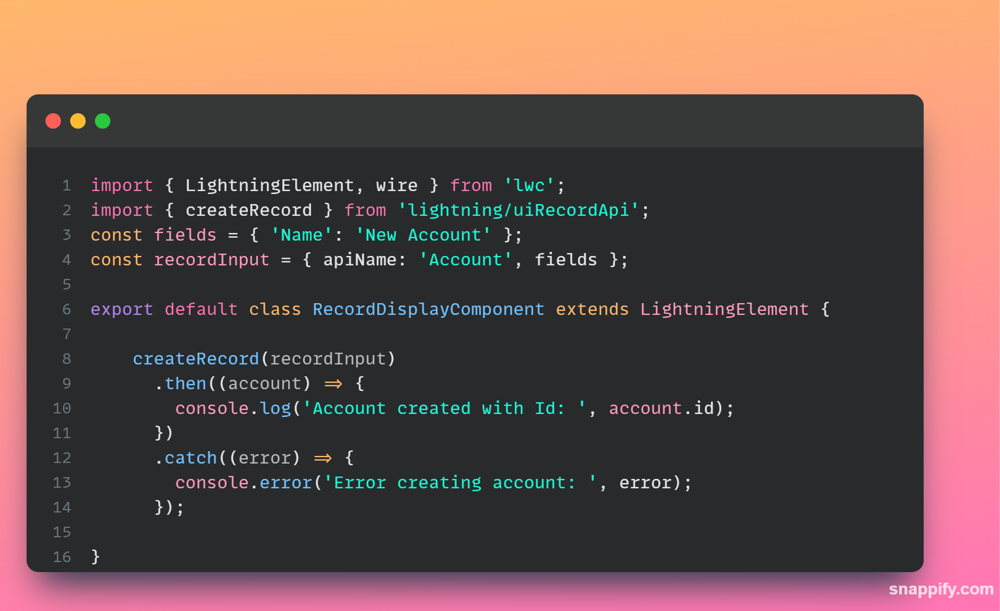 1 import { LightningElement, wire } from 'lwc';
2 import { createRecord } from 'lightning/uiRecordApi';
3 const fields = { 'Name': 'New Account' };
4 const recordInput = { apiName: 'Account', fields };
5
6 export default class RecordDisplayComponent extends LightningElement {
7
8     createRecord(recordInput)
9       .then((account) => {
10         console.log('Account created with Id: ', account.id);
11       })
12       .catch((error) => {
13         console.error('Error creating account: ', error);
14       });
15
16 }
snappify.com